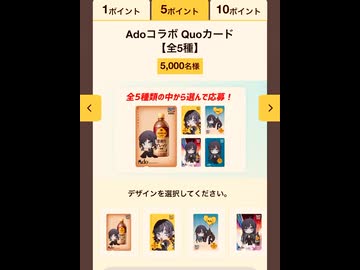 1ポイント
5ポイント
10ポイント
Adoコラボ Quoカード
【全5種】
5,000名様
全5種類の中から選んで応募！
Ado
デザインを選択してください。